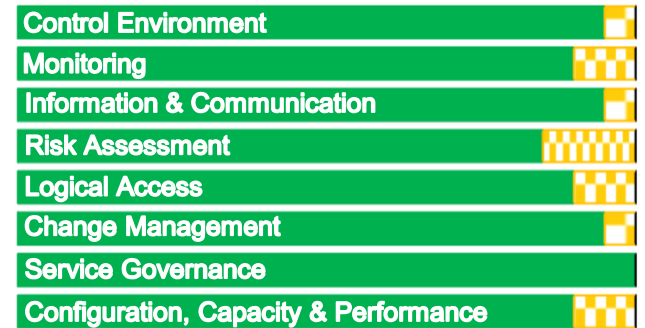 Control Environment
Monitoring
Information & Communication
Risk Assessment
Logical Access
Change Management
Service Governance
Configuration, Capacity & Performance